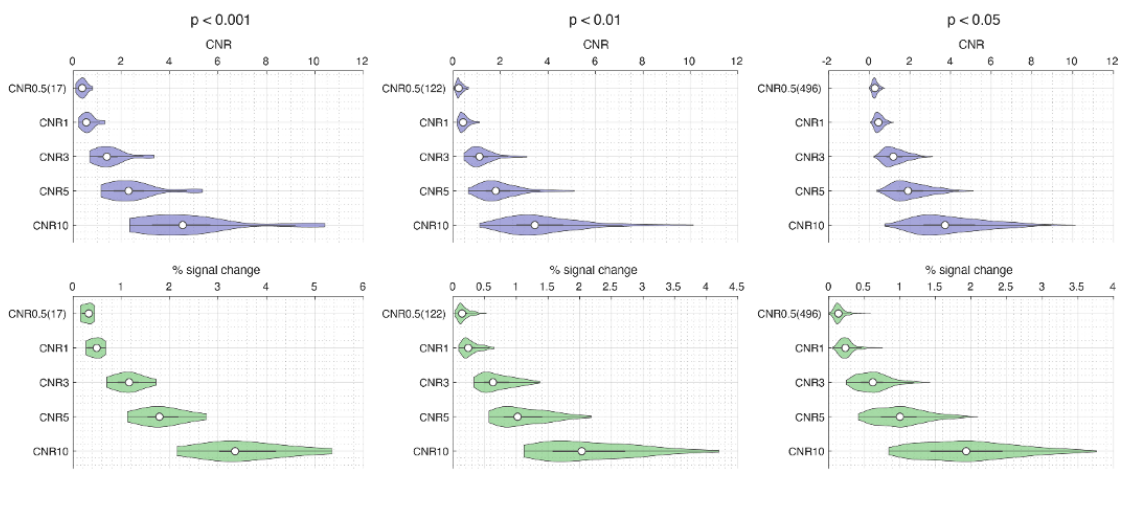 p < 0.001
p < 0.01
p < 0.05
CNR
CNR
CNR
0 2 4 6 8 10 12
0 2 4 6 8 10 12
-2 0 2 4 6 8 10 12
CNR0.5(17)
CNR1
CNR3
CNR5
CNR10
CNR0.5(122)
CNR1
CNR3
CNR5
CNR10
CNR0.5(496)
CNR1
CNR3
CNR5
CNR10
% signal change
% signal change
% signal change
0 1 2 3 4 5 6
0 0.5 1 1.5 2 2.5 3 3.5 4 4.5
0 0.5 1 1.5 2 2.5 3 3.5 4
CNR0.5(17)
CNR1
CNR3
CNR5
CNR10
CNR0.5(122)
CNR1
CNR3
CNR5
CNR10
CNR0.5(496)
CNR1
CNR3
CNR5
CNR10